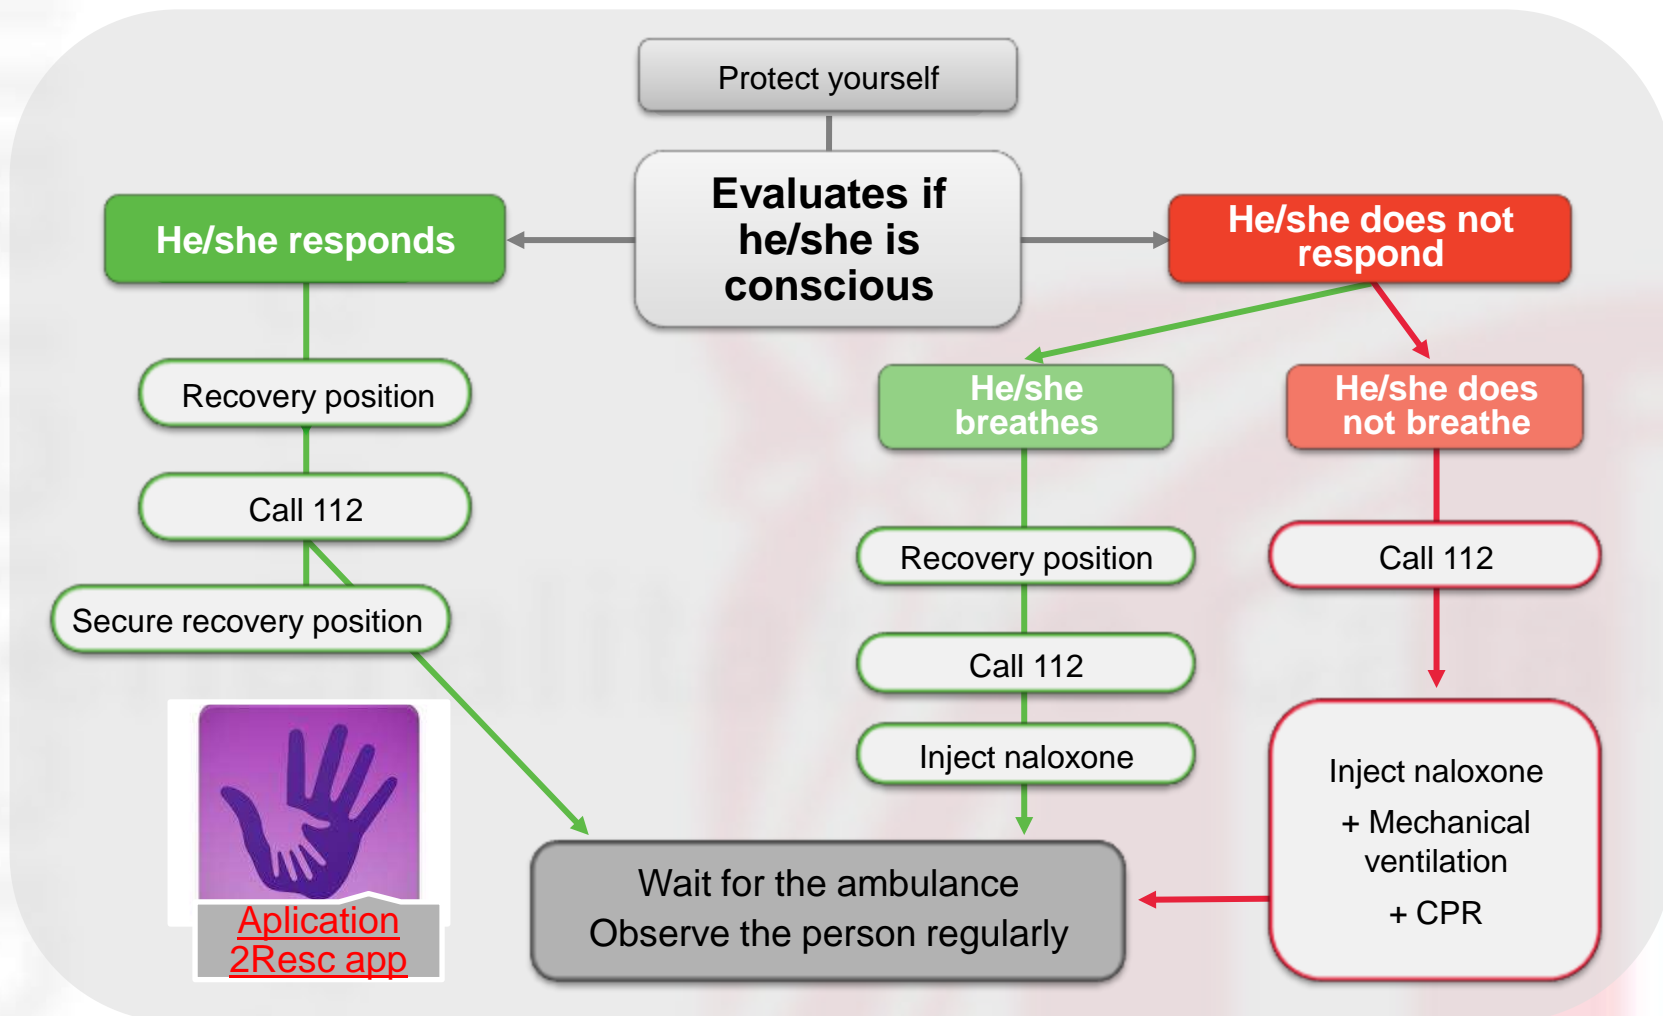 Protect yourself
Evaluates if
he/she is
conscious
He/she responds
He/she does not
respond
Recovery position
Call 112
Secure recovery position
He/she
breathes
He/she does
not breathe
Recovery position
Call 112
Inject naloxone
Call 112
Inject naloxone
+ Mechanical
ventilation
+ CPR
Wait for the ambulance
Observe the person regularly
Aplication
2Resc app